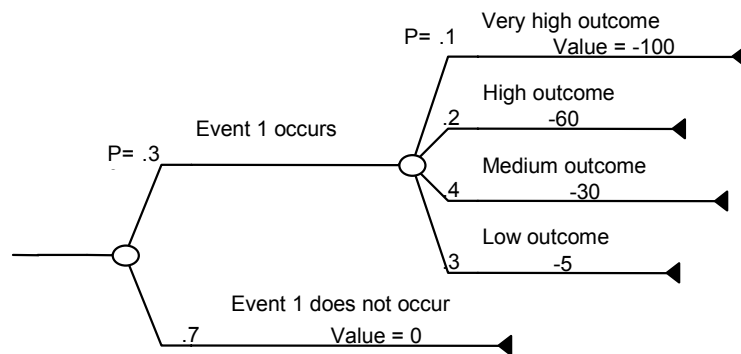 Very high outcome
P= .1
Value = -100
High outcome
.2
-60
Event 1 occurs
P= .3
Medium outcome
.4
-30
Low outcome
.3
-5
Event 1 does not occur
.7
Value = 0